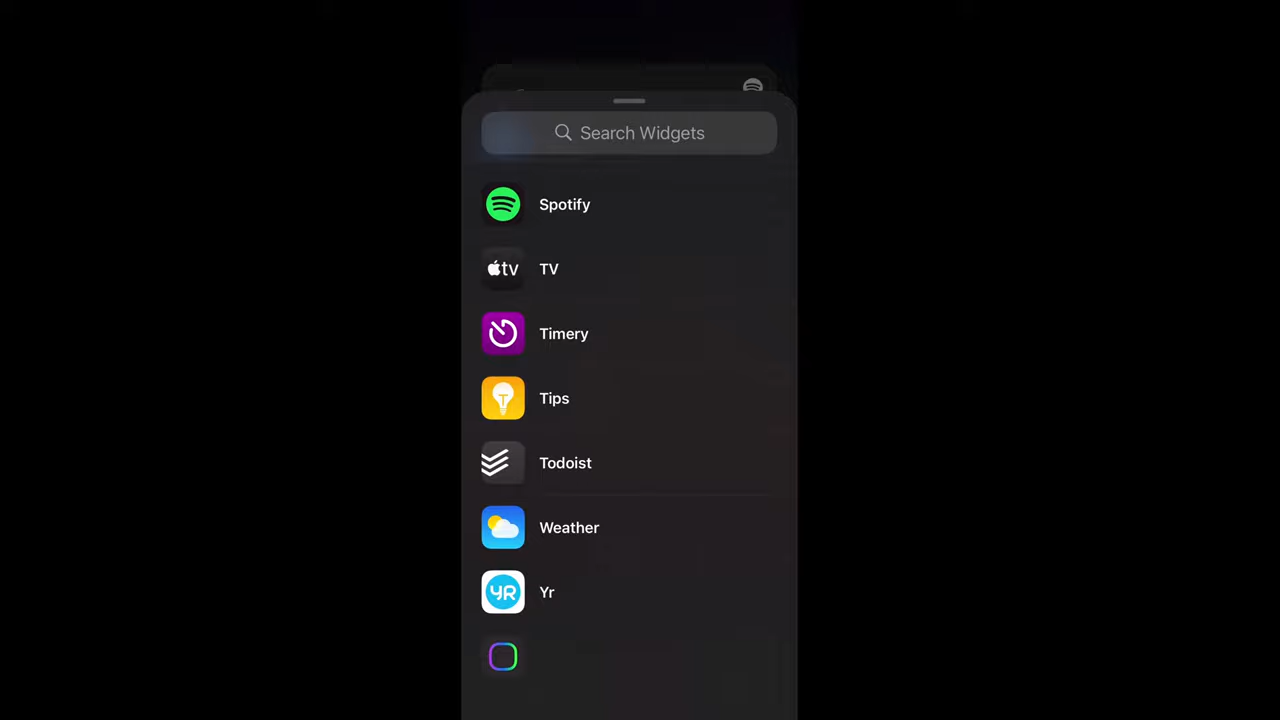 Search Widgets
Spotify
tv
TV
Timery
T
Tips
Todoist
Weather
YR
Yr